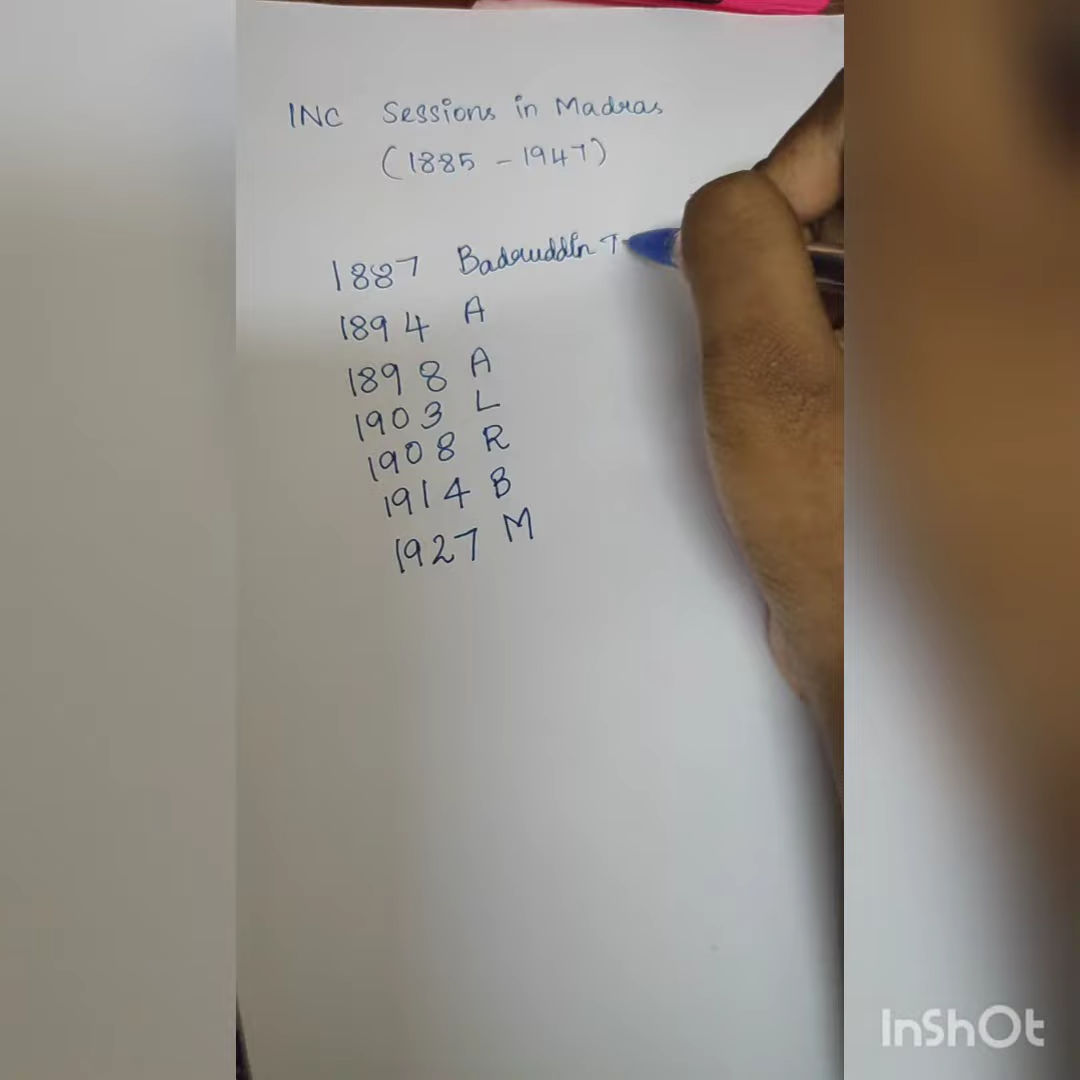 INC Sessions in Madras
(1885 - 1947)
1887 Badruddin T
1894 A
1898 A
1903 L
1908 R
1914 B
1927 M
InShOt